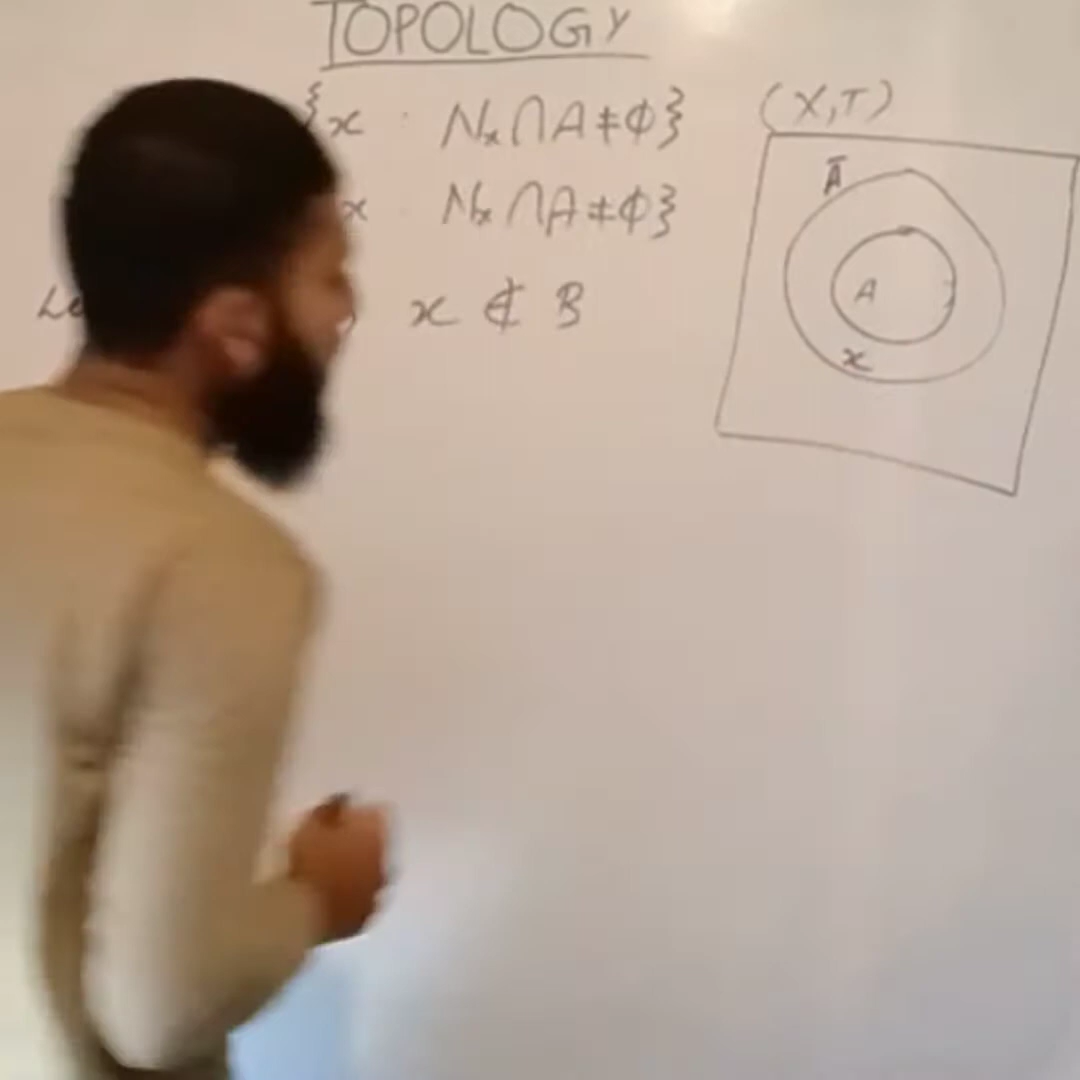 TOPOLOGY
{x : Nx ∩ A ≠ Φ}
x : Nx ∩ A ≠ Φ}
x ∉ B
(X,T)
Ā
A
x